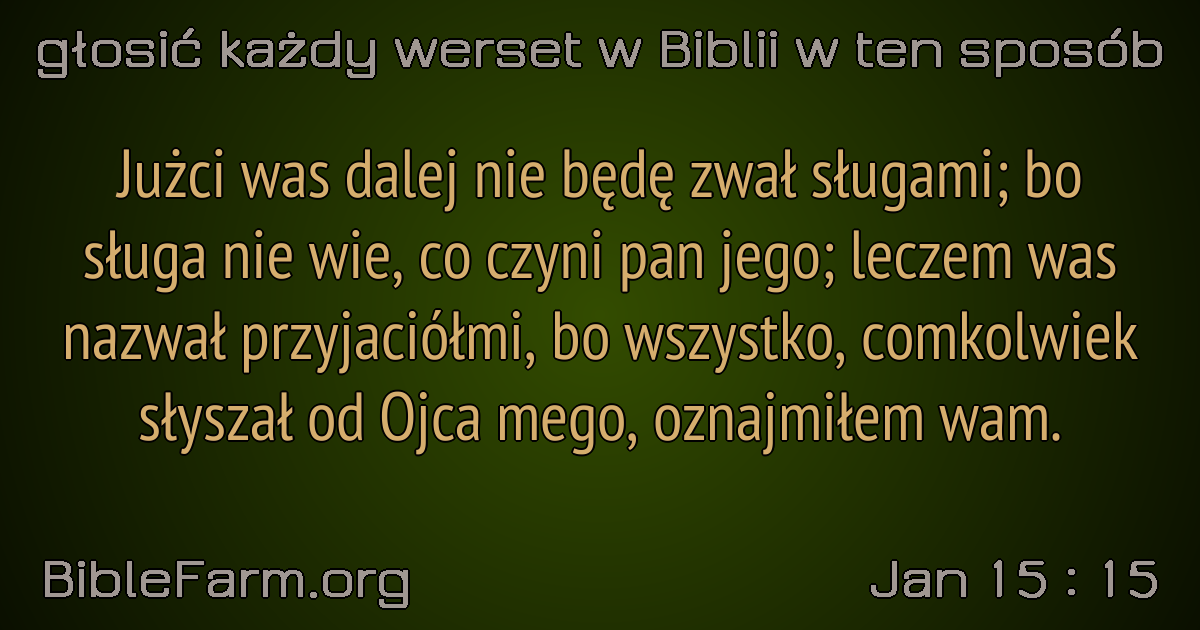 głosić każdy werset w Biblii w ten sposób
Jużci was dalej nie będę zwał sługami; bo
sługa nie wie, co czyni pan jego; leczem was
nazwał przyjaciółmi, bo wszystko, comkolwiek
słyszał od Ojca mego, oznajmiłem wam.
BibleFarm.org
Jan 15 : 15